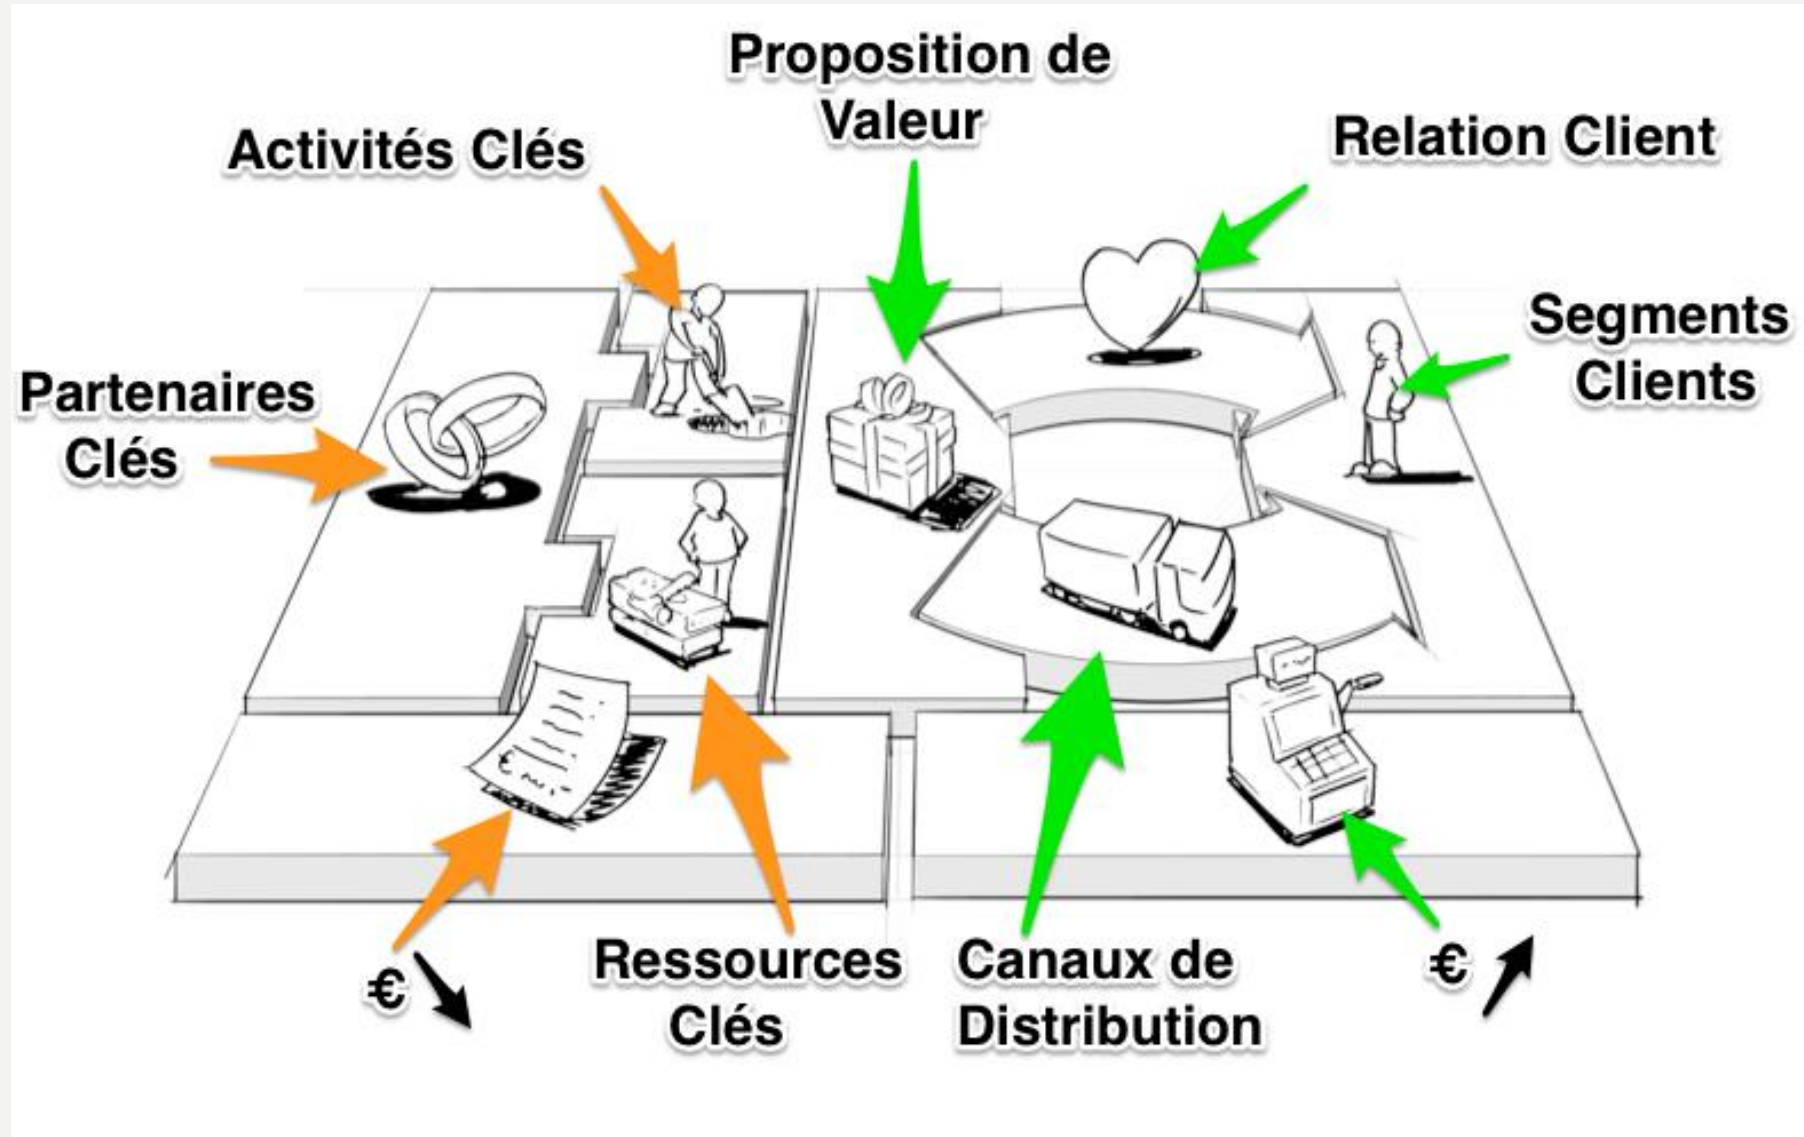 Proposition de
Valeur
Activités Clés
Relation Client
Segments
Clients
Partenaires
Clés
€
Ressources
Clés
Canaux de
Distribution
€